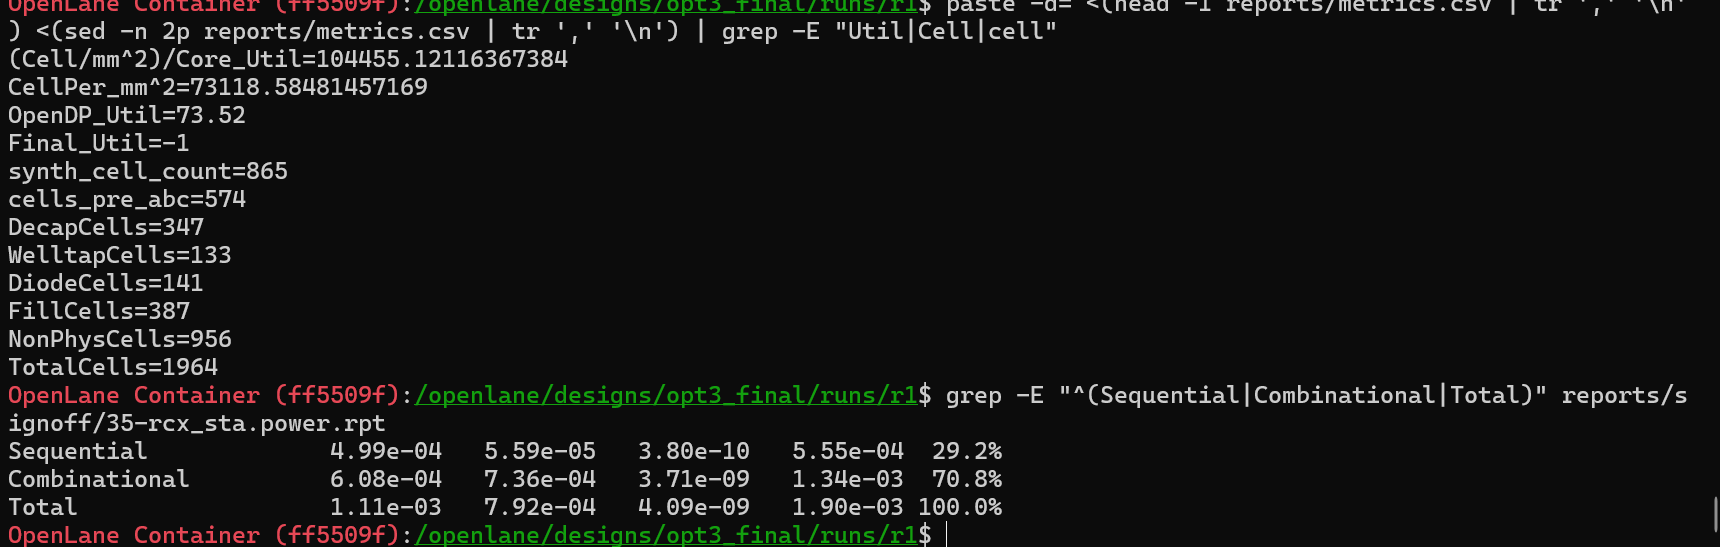 OpenLane Container (ff5509f):/openlane/designs/opt3_final/runs/r1$ paste -d= <(head -1 reports/metrics.csv | tr ',' '\n'
) <(sed -n 2p reports/metrics.csv | tr ',' '\n') | grep -E "Util|Cell|cell"
(Cell/mm^2)/Core_Util=104455.12116367384
CellPer_mm^2=73118.58481457169
OpenDP_Util=73.52
Final_Util=-1
synth_cell_count=865
cells_pre_abc=574
DecapCells=347
WelltapCells=133
DiodeCells=141
FillCells=387
NonPhysCells=956
TotalCells=1964
OpenLane Container (ff5509f):/openlane/designs/opt3_final/runs/r1$ grep -E "^(Sequential|Combinational|Total)" reports/s
ignoff/35-rcx_sta.power.rpt
Sequential 4.99e-04 5.59e-05 3.80e-10 5.55e-04 29.2%
Combinational 6.08e-04 7.36e-04 3.71e-09 1.34e-03 70.8%
Total 1.11e-03 7.92e-04 4.09e-09 1.90e-03 100.0%
OpenLane Container (ff5509f):/openlane/designs/opt3_final/runs/r1$